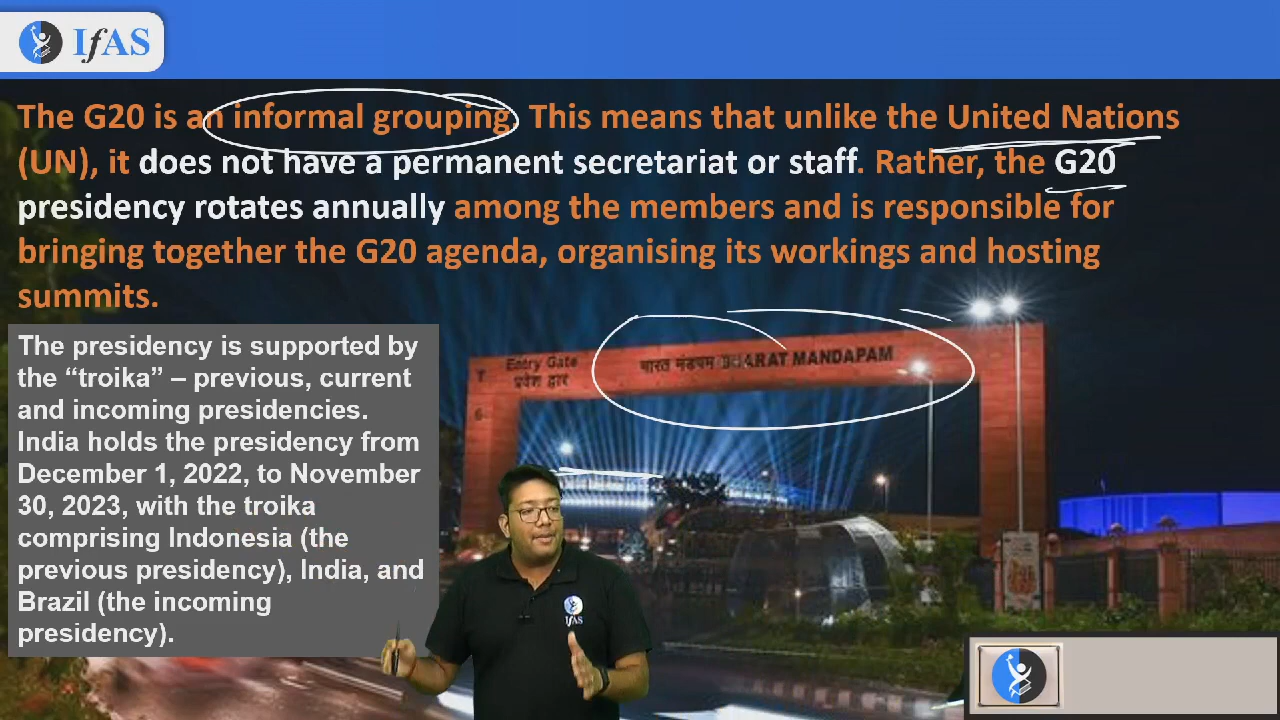 IfAS
The G20 is an informal grouping. This means that unlike the United Nations
(UN), it does not have a permanent secretariat or staff. Rather, the G20
presidency rotates annually among the members and is responsible for
bringing together the G20 agenda, organising its workings and hosting
summits.
The presidency is supported by
the “troika” – previous, current
and incoming presidencies.
India holds the presidency from
December 1, 2022, to November
30, 2023, with the troika
comprising Indonesia (the
previous presidency), India, and
Brazil (the incoming
presidency).
Entry Gate
प्रवेश द्वार
भारत मंडपम BHARAT MANDAPAM
IfAS